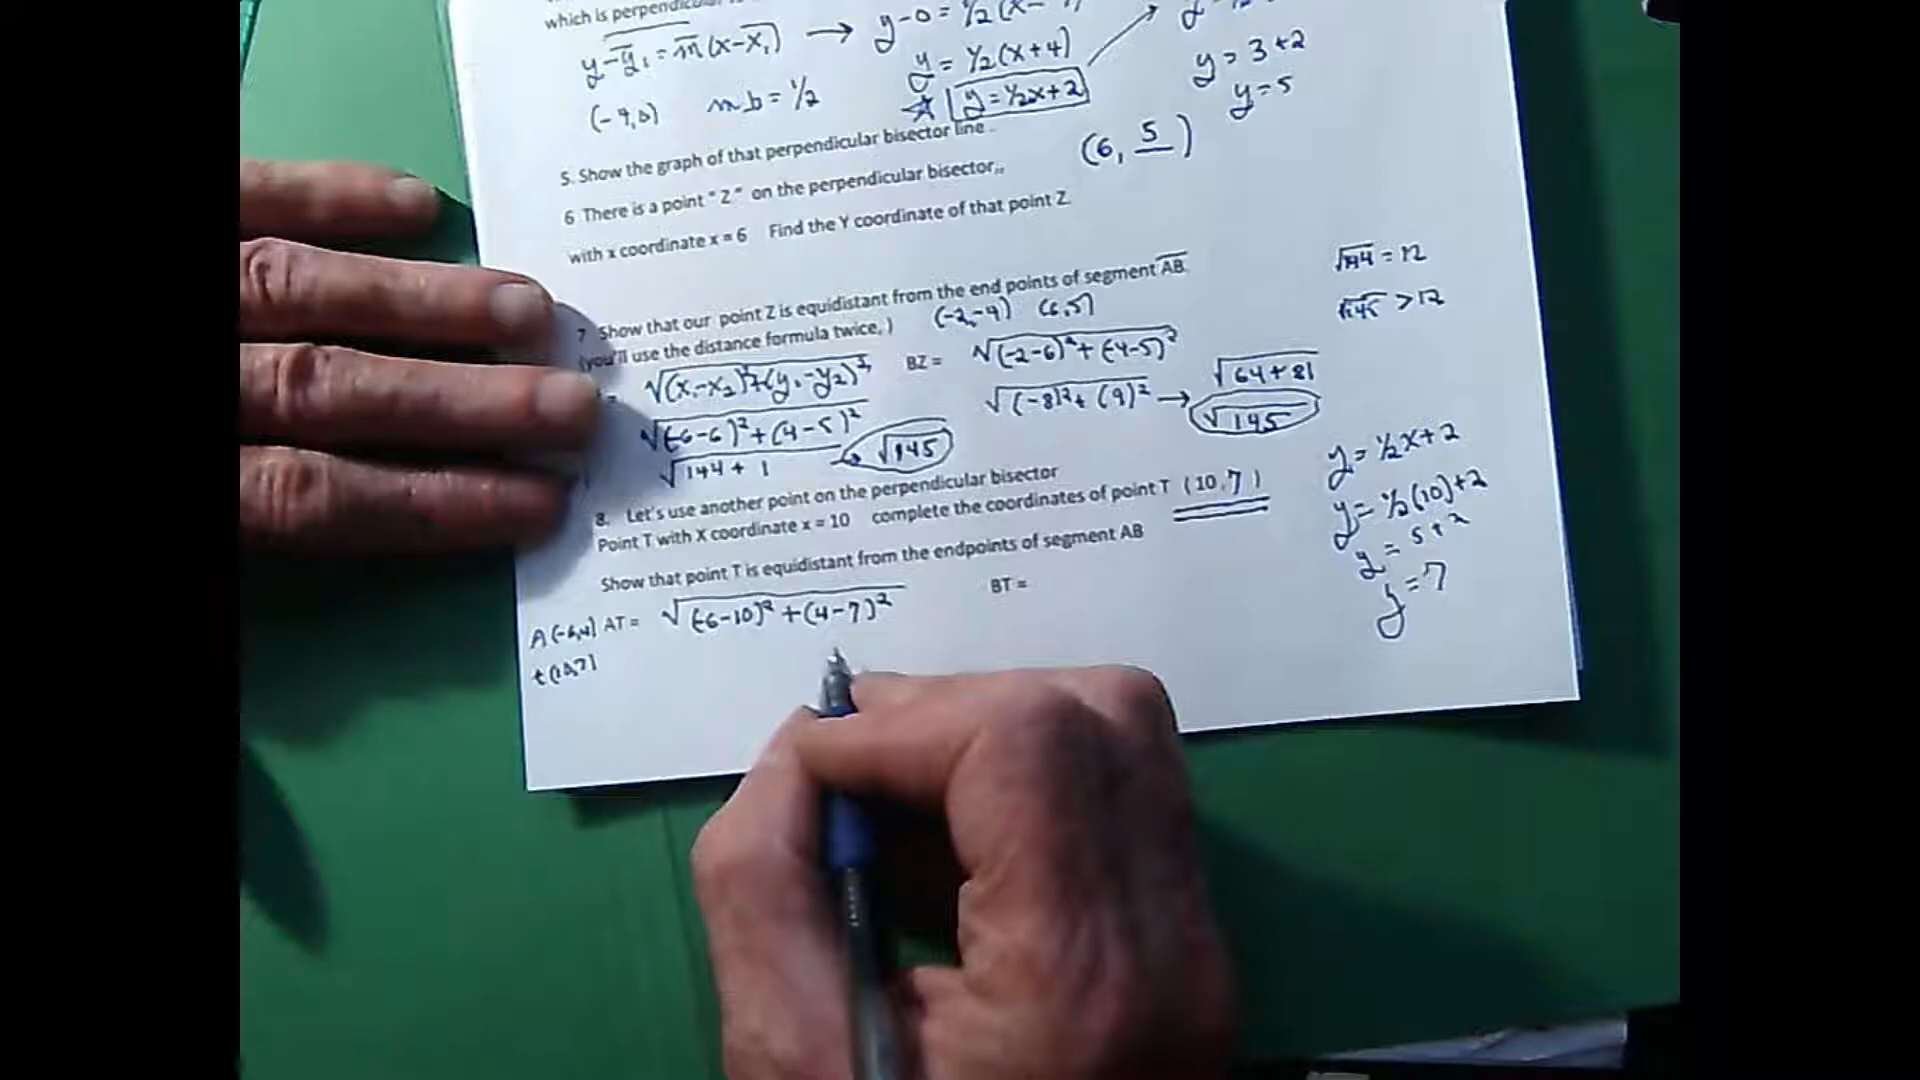 which is perpendicular
y-y₁ = m(x-x₁) → y-0 = ½(x-
y = ½(x+4)
y = 3+2
(-4,0) mb = ½ ☆ y = ½x+2
y = 5
5. Show the graph of that perpendicular bisector line ..
(6, 5)
6 There is a point "Z" on the perpendicular bisector,,
with x coordinate x = 6 Find the Y coordinate of that point Z.
√144 = 12
√145 > 12
7 Show that our point Z is equidistant from the end points of segment AB.
(you'll use the distance formula twice, ) (-2,-4) (6,5)
= √(x₁-x₂)²+(y₁-y₂)² BZ = √(-2-6)²+(-4-5)²
√(-6-6)²+(4-5)² √(-8)²+(9)² → √64+81
√144+1 → √145 √145
8. Let's use another point on the perpendicular bisector
Point T with X coordinate x = 10 complete the coordinates of point T (10,7)
y = ½x+2
y = ½(10)+2
y = 5+2
y = 7
Show that point T is equidistant from the endpoints of segment AB
A(-6,4) AT = √(-6-10)²+(4-7)² BT =
t(10,7)